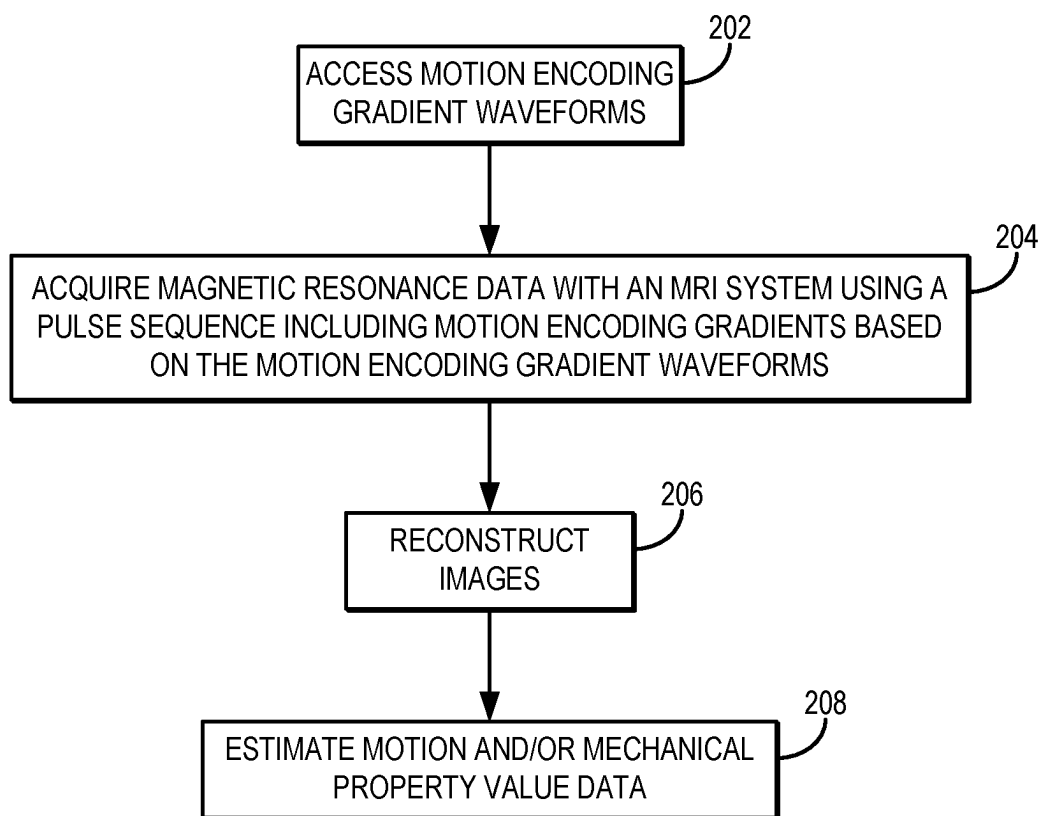 202
ACCESS MOTION ENCODING
GRADIENT WAVEFORMS
204
ACQUIRE MAGNETIC RESONANCE DATA WITH AN MRI SYSTEM USING A
PULSE SEQUENCE INCLUDING MOTION ENCODING GRADIENTS BASED
ON THE MOTION ENCODING GRADIENT WAVEFORMS
206
RECONSTRUCT
IMAGES
208
ESTIMATE MOTION AND/OR MECHANICAL
PROPERTY VALUE DATA